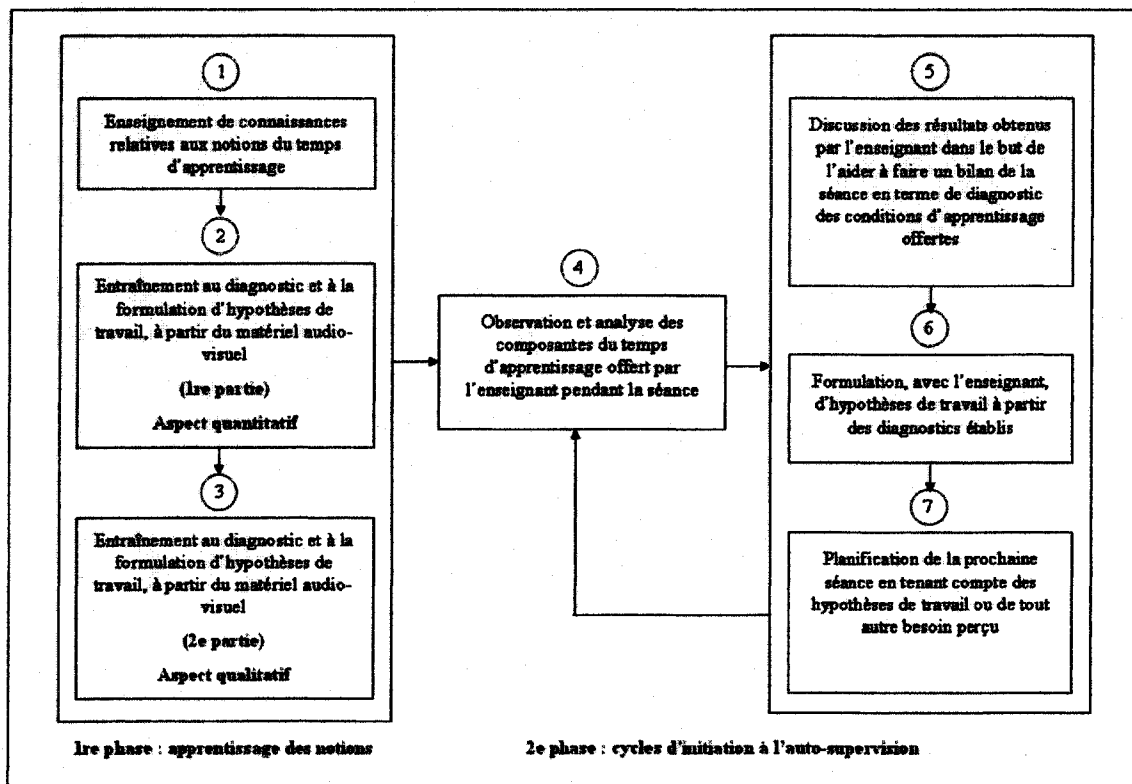 1
Enseignement de connaissances
relatives aux notions du temps
d'apprentissage
2
Entraînement au diagnostic et à la
formulation d'hypothèses de
travail, à partir du matériel audio-
visuel
(1re partie)
Aspect quantitatif
3
Entraînement au diagnostic et à la
formulation d'hypothèses de
travail, à partir du matériel audio-
visuel
(2e partie)
Aspect qualitatif
1re phase : apprentissage des notions
4
Observation et analyse des
composantes du temps
d'apprentissage offert par
l'enseignant pendant la séance
5
Discussion des résultats obtenus
par l'enseignant dans le but de
l'aider à faire un bilan de la
séance en terme de diagnostic
des conditions d'apprentissage
offertes
6
Formulation, avec l'enseignant,
d'hypothèses de travail à partir
des diagnostics établis
7
Planification de la prochaine
séance en tenant compte des
hypothèses de travail ou de tout
autre besoin perçu
2e phase : cycles d'initiation à l'auto-supervision